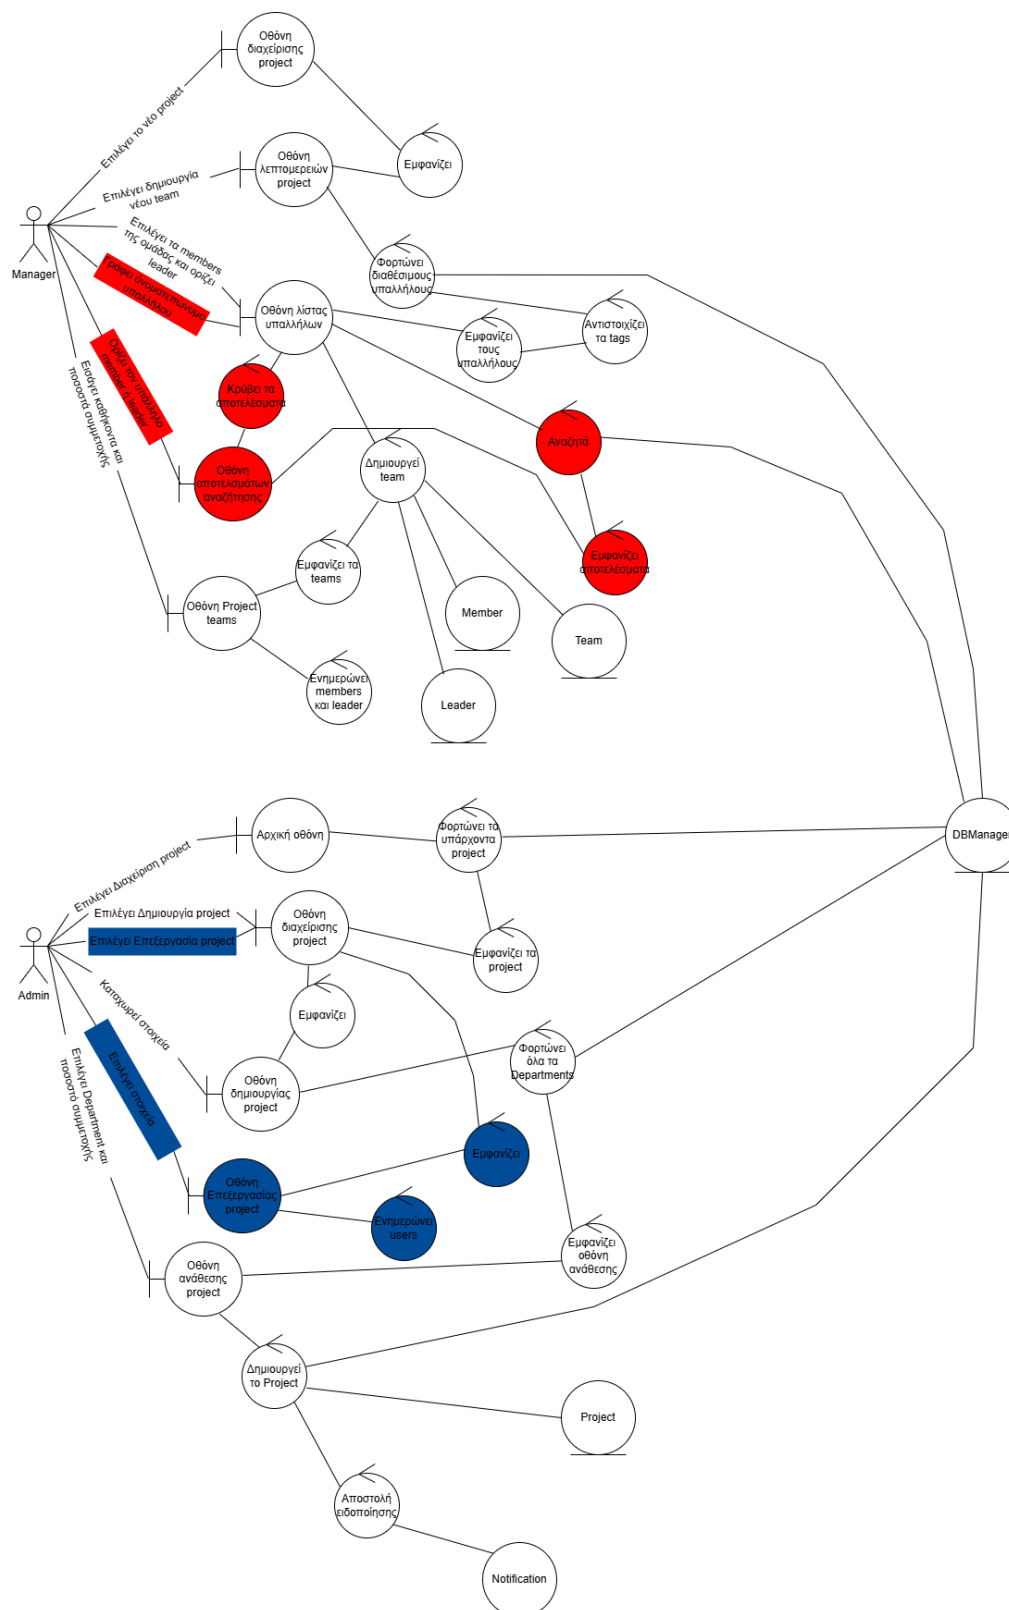 Οθόνη
διαχείρισης
project
Επιλέγει το νέο project
Εμφανίζει
Οθόνη
λεπτομερειών
project
Επιλέγει δημιουργία
νέου team
Manager
Επιλέγει τα members
της ομάδας και ορίζει
leader
Φορτώνει
διαθέσιμους
υπαλλήλους
Γράφει ονοματεπώνυμο
υπαλλήλου
Οθόνη λίστας
υπαλλήλων
Εμφανίζει
τους
υπαλλήλους
Αντιστοιχίζει
τα tags
Ορίζει τον υπάλληλο
member ή leader
Κρύβει τα
αποτελέσματα
Αναζητά
Εισάγει καθήκοντα και
ποσοστά συμμετοχής
Οθόνη
αποτελσμάτων
αναζήτησης
Δημιουργεί
team
Εμφανίζει τα
teams
Εμφανίζει
αποτελέσματα
Οθόνη Project
teams
Member
Team
Ενημερώνει
members
και leader
Leader
Αρχική οθόνη
Φορτώνει τα
υπάρχοντα
project
DBManager
Επιλέγει Διαχείριση project
Επιλέγει Δημιουργία project
Επιλέγει Επεξεργασία project
Οθόνη
διαχείρισης
project
Εμφανίζει τα
project
Admin
Καταχωρεί στοιχεία
Εμφανίζει
Επιλέγει στοιχεία
Επιλέγει Department και
ποσοστό συμμετοχής
Οθόνη
δημιουργίας
project
Φορτώνει
όλα τα
Departments
Εμφανίζει
Οθόνη
Επεξεργασίας
project
Ενημερώνει
users
Οθόνη
ανάθεσης
project
Εμφανίζει
οθόνη
ανάθεσης
Δημιουργεί
το Project
Project
Αποστολή
ειδοποίησης
Notification